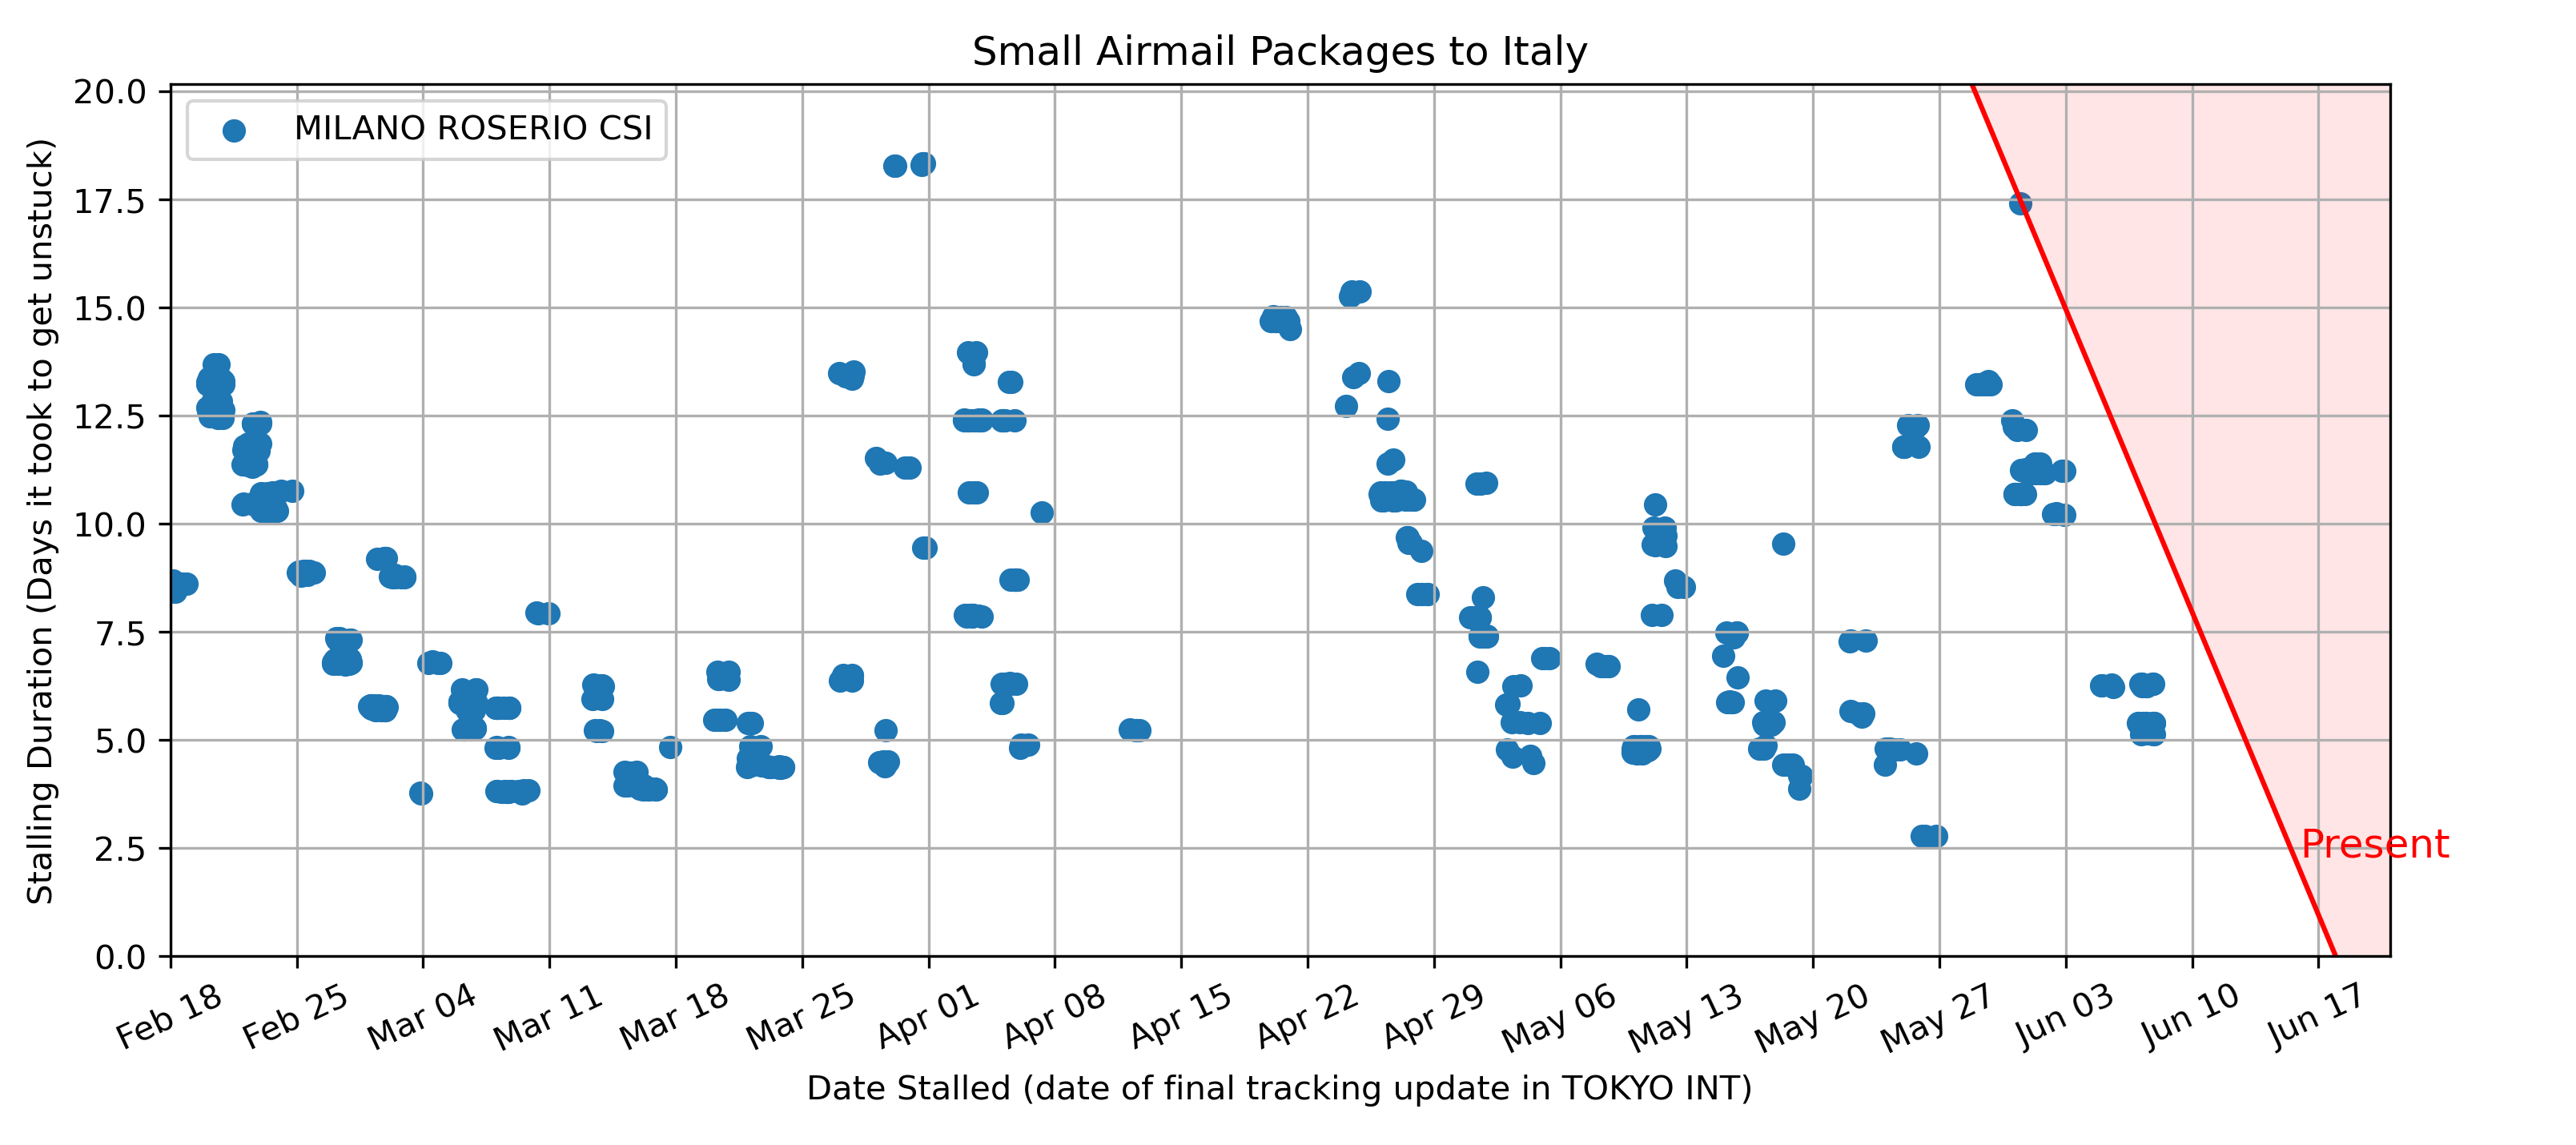 Small Airmail Packages to Italy
MILANO ROSERIO CSI
Stalling Duration (Days it took to get unstuck)
20.0
17.5
15.0
12.5
10.0
7.5
5.0
2.5
0.0
Present
Feb 18
Feb 25
Mar 04
Mar 11
Mar 18
Mar 25
Apr 01
Apr 08
Apr 15
Apr 22
Apr 29
May 06
May 13
May 20
May 27
Jun 03
Jun 10
Jun 17
Date Stalled (date of final tracking update in TOKYO INT)